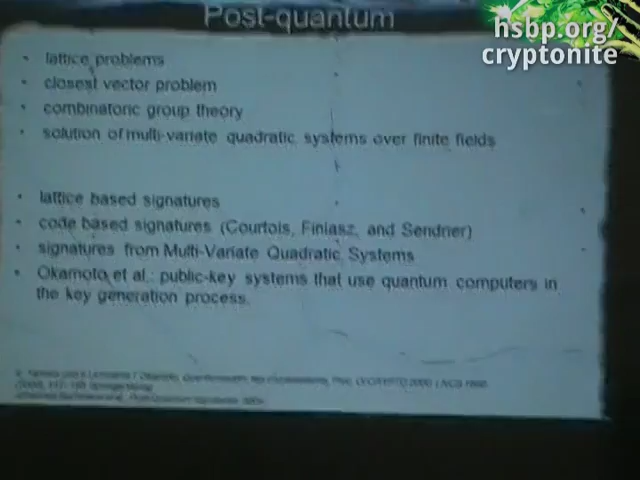 Post-quantum
hsbp.org/
cryptonite
• lattice problems
• closest vector problem
• combinatoric group theory
• solution of multi-variate quadratic systems over finite fields
• lattice based signatures
• code based signatures (Courtois, Finiasz, and Sendrier)
• signatures from Multi-Variate Quadratic Systems
• Okamoto et al.: public-key systems that use quantum computers in
the key generation process.